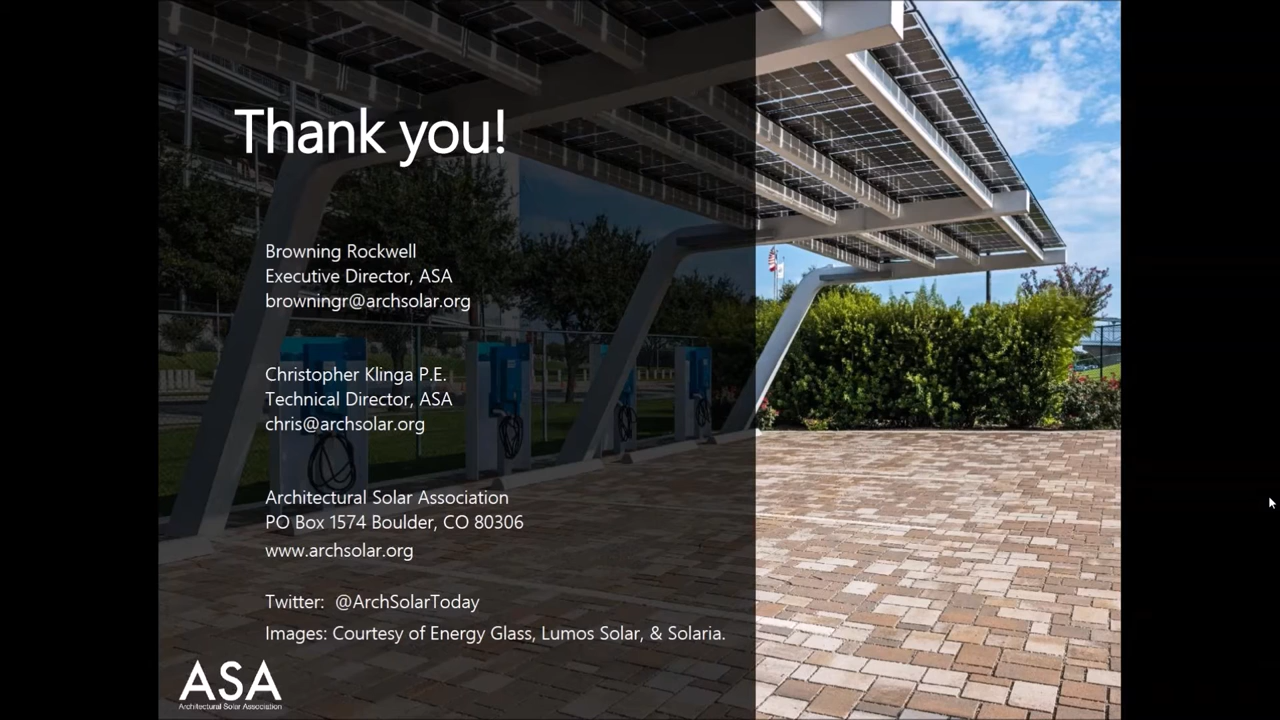 Thank you!
Browning Rockwell
Executive Director, ASA
browningr@archsolar.org
Christopher Klinga P.E.
Technical Director, ASA
chris@archsolar.org
Architectural Solar Association
PO Box 1574 Boulder, CO 80306
www.archsolar.org
Twitter:  @ArchSolarToday
Images: Courtesy of Energy Glass, Lumos Solar, & Solaria.
ASA
Architectural Solar Association